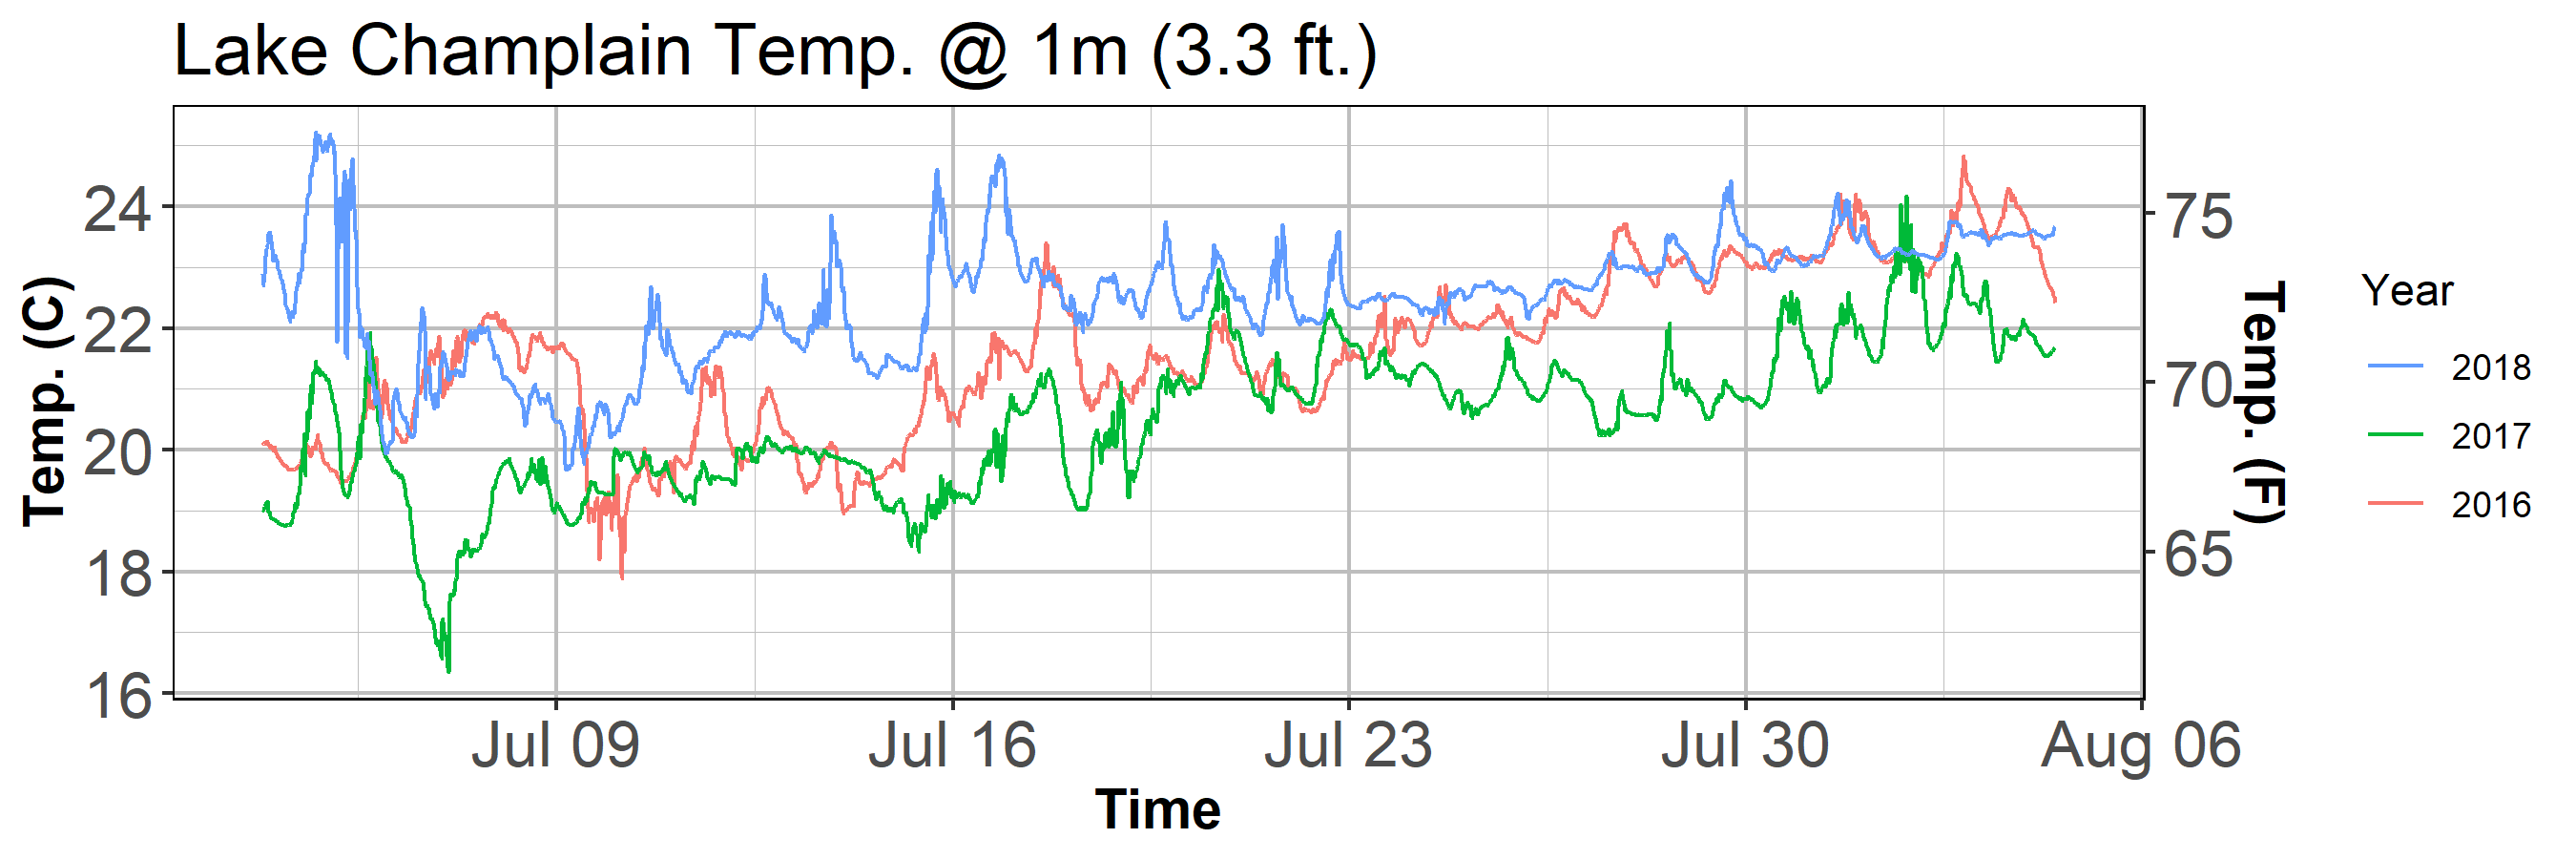 Lake Champlain Temp. @ 1m (3.3 ft.)
Temp. (C)
24
22
20
18
16
75
70
65
Temp. (F)
Jul 09
Jul 16
Jul 23
Jul 30
Aug 06
Time
Year
2018
2017
2016